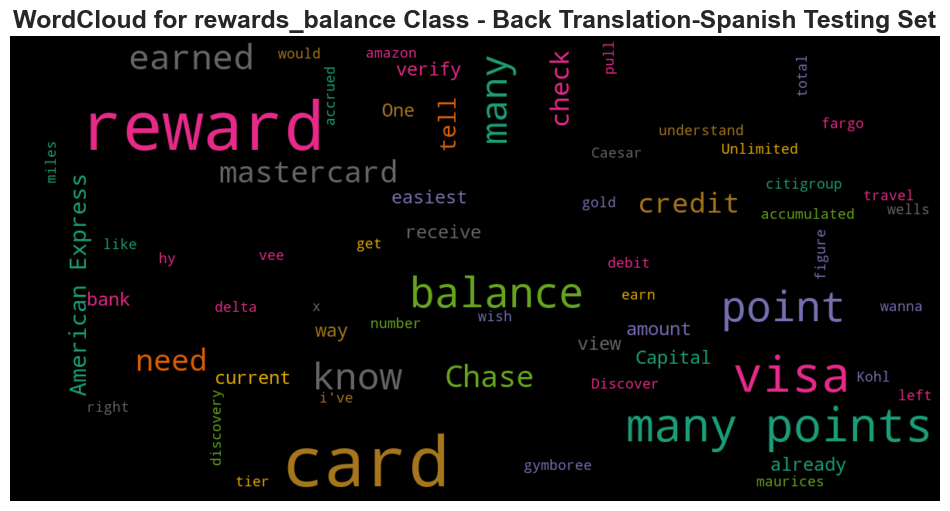 WordCloud for rewards_balance Class - Back Translation-Spanish Testing Set
earned
would
amazon
verify
pull
total
accrued
many
check
reward
One
tell
understand
fargo
Caesar
Unlimited
miles
mastercard
easiest
gold
credit
citigroup
travel
accumulated
wells
American Express
like
get
receive
figure
hy
vee
debit
bank
delta
x
balance
earn
point
wanna
number
wish
way
amount
view
need
Capital
current
know
Chase
Discover
visa
Kohl
i've
left
right
discovery
many points
card
gymboree
already
tier
maurices